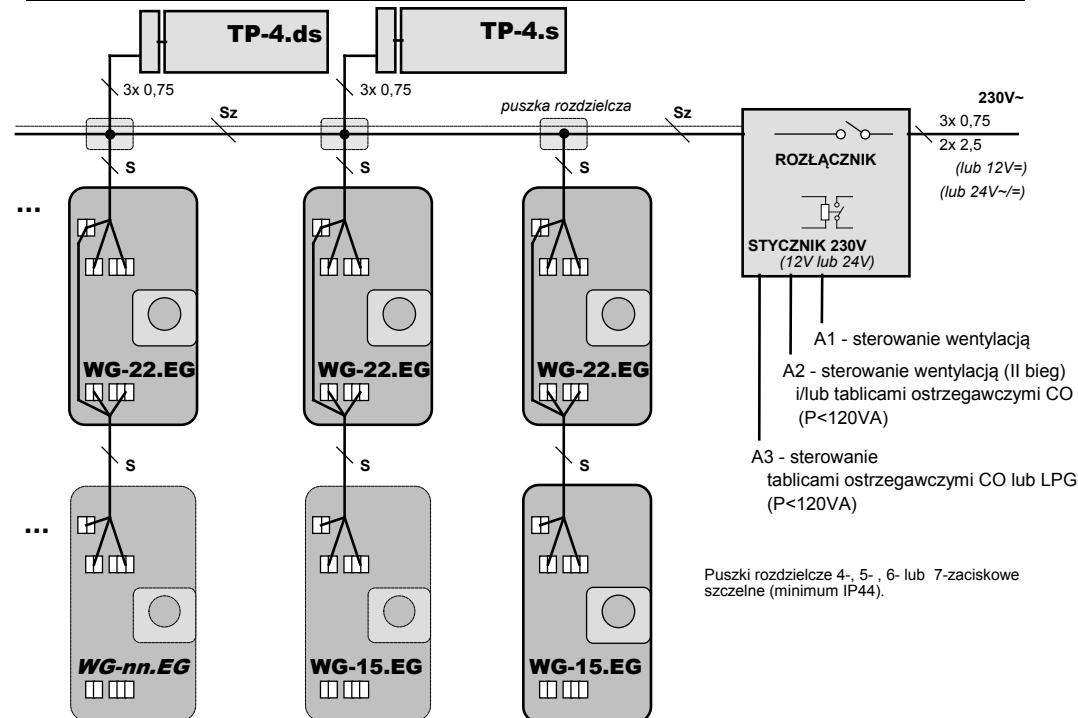 TP-4.ds
TP-4.s
3x 0,75
3x 0,75
Sz
puszka rozdzielcza
Sz
230V~
3x 0,75
2x 2,5
(lub 12V=)
(lub 24V~/=)
ROZŁĄCZNIK
STYCZNIK 230V
(12V lub 24V)
S
S
S
...
WG-22.EG
WG-22.EG
WG-22.EG
A1 - sterowanie wentylacją
A2 - sterowanie wentylacją (II bieg)
i/lub tablicami ostrzegawczymi CO
(P<120VA)
A3 - sterowanie
tablicami ostrzegawczymi CO lub LPG
(P<120VA)
S
S
S
...
Puszki rozdzielcze 4-, 5- , 6- lub 7-zaciskowe
szczelne (minimum IP44).
WG-nn.EG
WG-15.EG
WG-15.EG